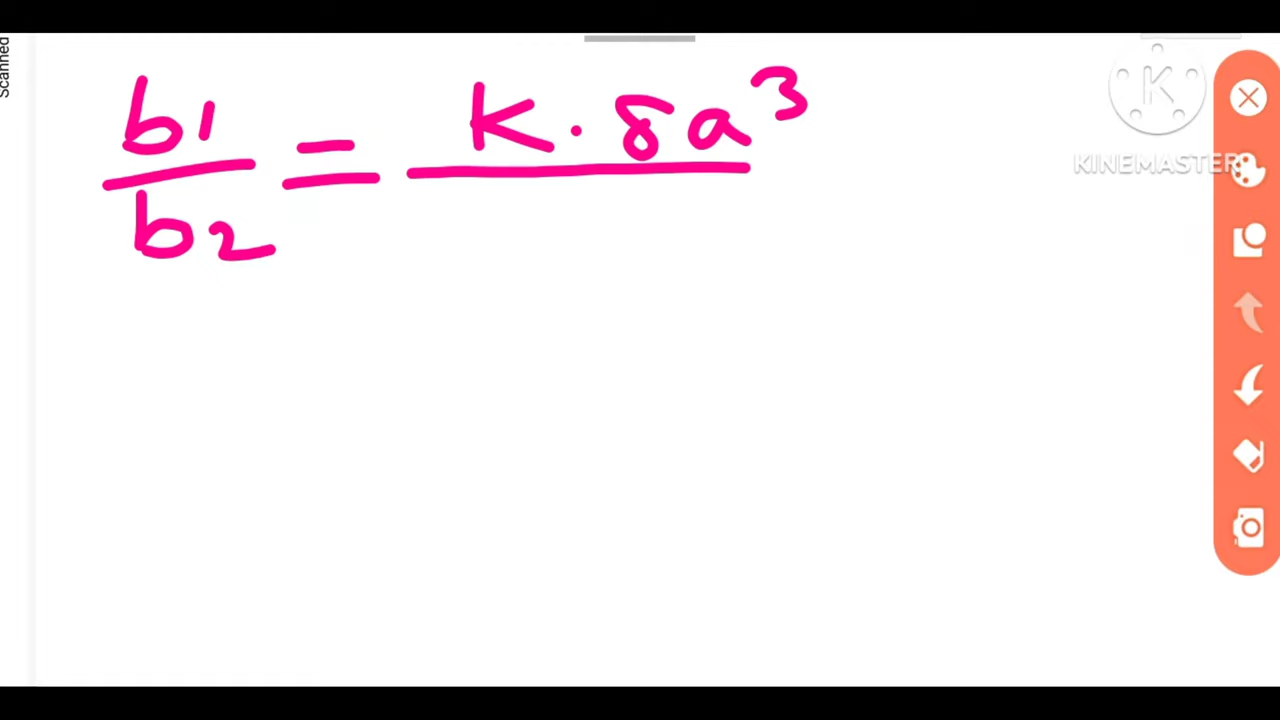 Scanned
b1
b2
=
K · 8a³
K
KINEMASTER